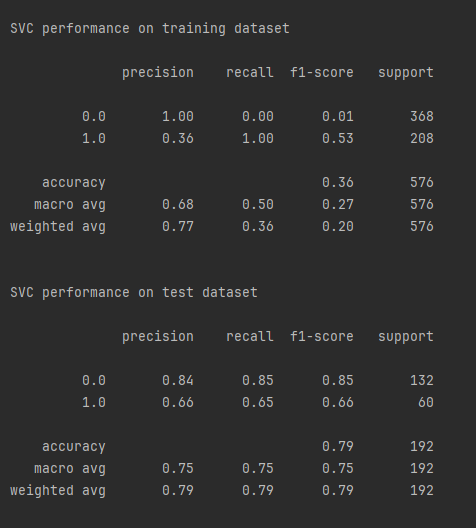 SVC performance on training dataset
precision recall f1-score support
0.0 1.00 0.00 0.01 368
1.0 0.36 1.00 0.53 208
accuracy 0.36 576
macro avg 0.68 0.50 0.27 576
weighted avg 0.77 0.36 0.20 576
SVC performance on test dataset
precision recall f1-score support
0.0 0.84 0.85 0.85 132
1.0 0.66 0.65 0.66 60
accuracy 0.79 192
macro avg 0.75 0.75 0.75 192
weighted avg 0.79 0.79 0.79 192